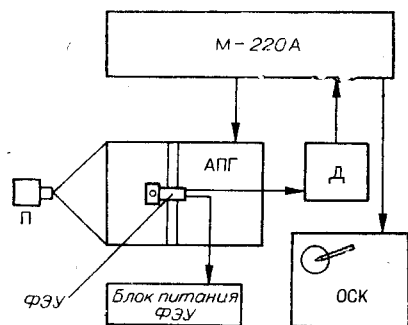 М-220А
АПГ
Д
П
ФЭУ
Блок питания
ФЭУ
ОСК